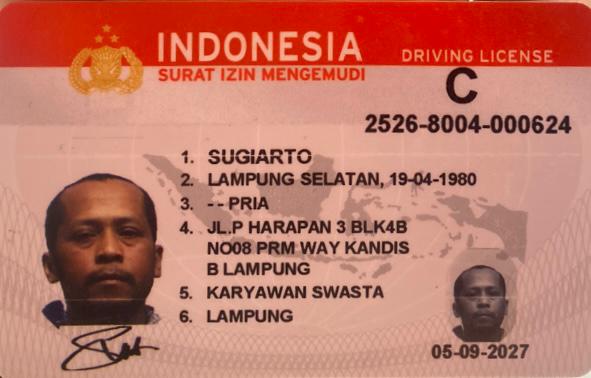 INDONESIA
SURAT IZIN MENGEMUDI
DRIVING LICENSE
C
2526-8004-000624
1. SUGIARTO
2. LAMPUNG SELATAN, 19-04-1980
3. - - PRIA
4. JL.P HARAPAN 3 BLK4B
NO08 PRM WAY KANDIS
B LAMPUNG
5. KARYAWAN SWASTA
6. LAMPUNG
05-09-2027